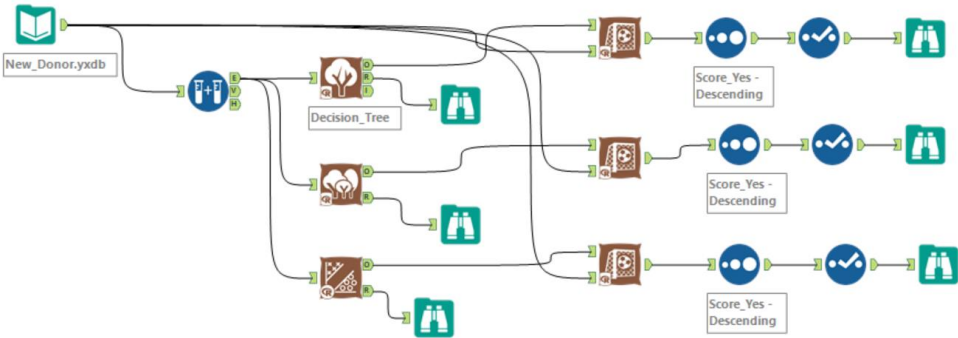 New_Donor.yxdb
E
V
H
O
R
I
Decision_Tree
Score_Yes -
Descending
O
R
Score_Yes -
Descending
O
R
Score_Yes -
Descending